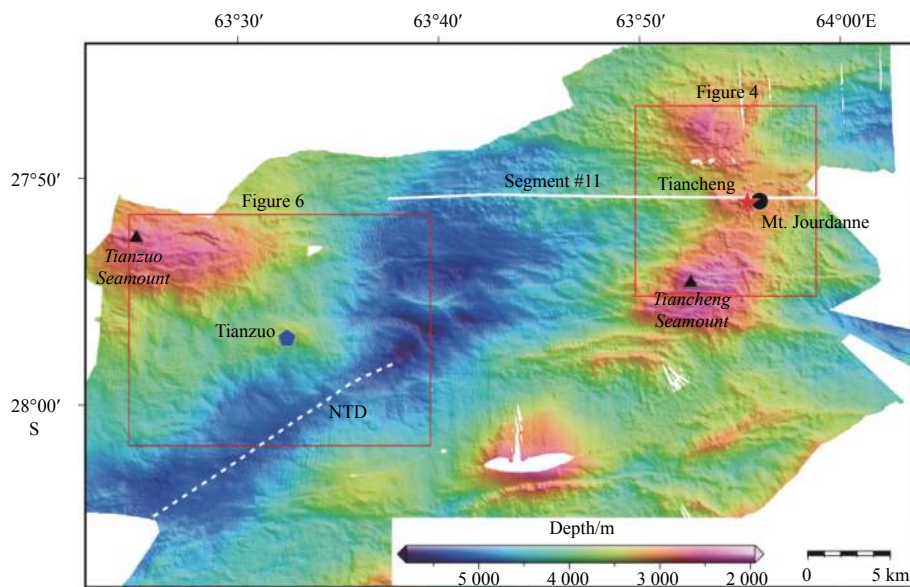 63°30′ 63°40′ 63°50′ 64°00′E
Figure 4
27°50′
Segment #11
Tiancheng
Figure 6
Mt. Jourdanne
Tianzuo
Seamount
Tiancheng
Seamount
Tianzuo
28°00′
S
NTD
Depth/m
5 000 4 000 3 000 2 000
0 5 km